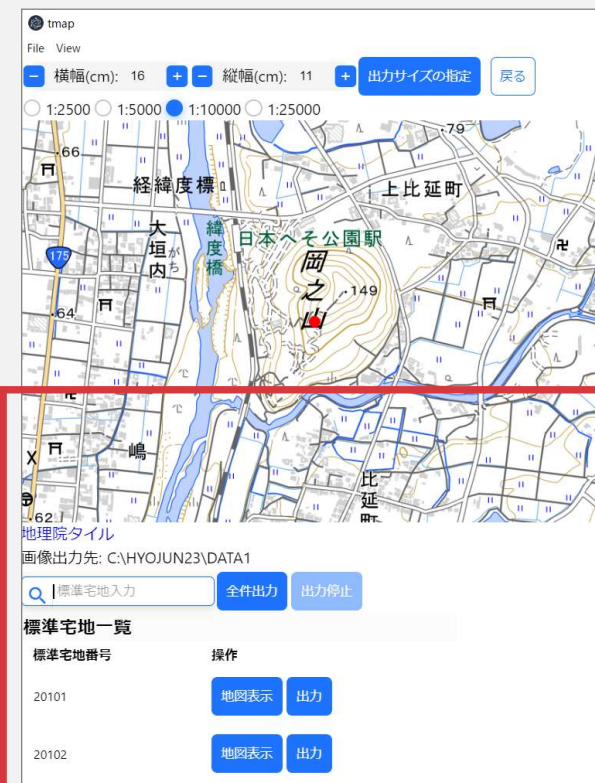 tmap
File View
横幅(cm): 16 縦幅(cm): 11 出力サイズの指定 戻る
1:2500 1:5000 1:10000 1:25000
·79
·66
経緯度標
上比延町
大垣内
がち
緯度橋
日本へそ公園駅
岡之山
175
·149
·64
嶋
比延町
·62
地理院タイル
画像出力先: C:\HYOJUN23\DATA1
標準宅地入力 全件出力 出力停止
標準宅地一覧
標準宅地番号 操作
20101 地図表示 出力
20102 地図表示 出力